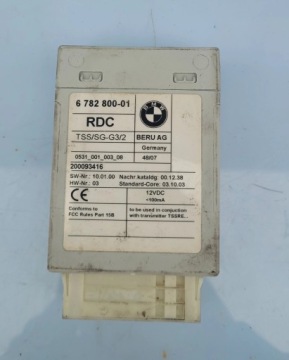 6 782 800-01
BMW
RDC
TSS/SG-G3/2
BERU AG
Germany
0531_001_003_08
48/07
200093416
SW-Nr.: 10.01.00 Nachr.katalog: 00.12.38
HW-Nr.: 03 Standard-Core: 03.10.03
CE
12VDC
<100mA
Conforms to
FCC Rules Part 15B
to be used in conjuction
with transmitter TSSRE...